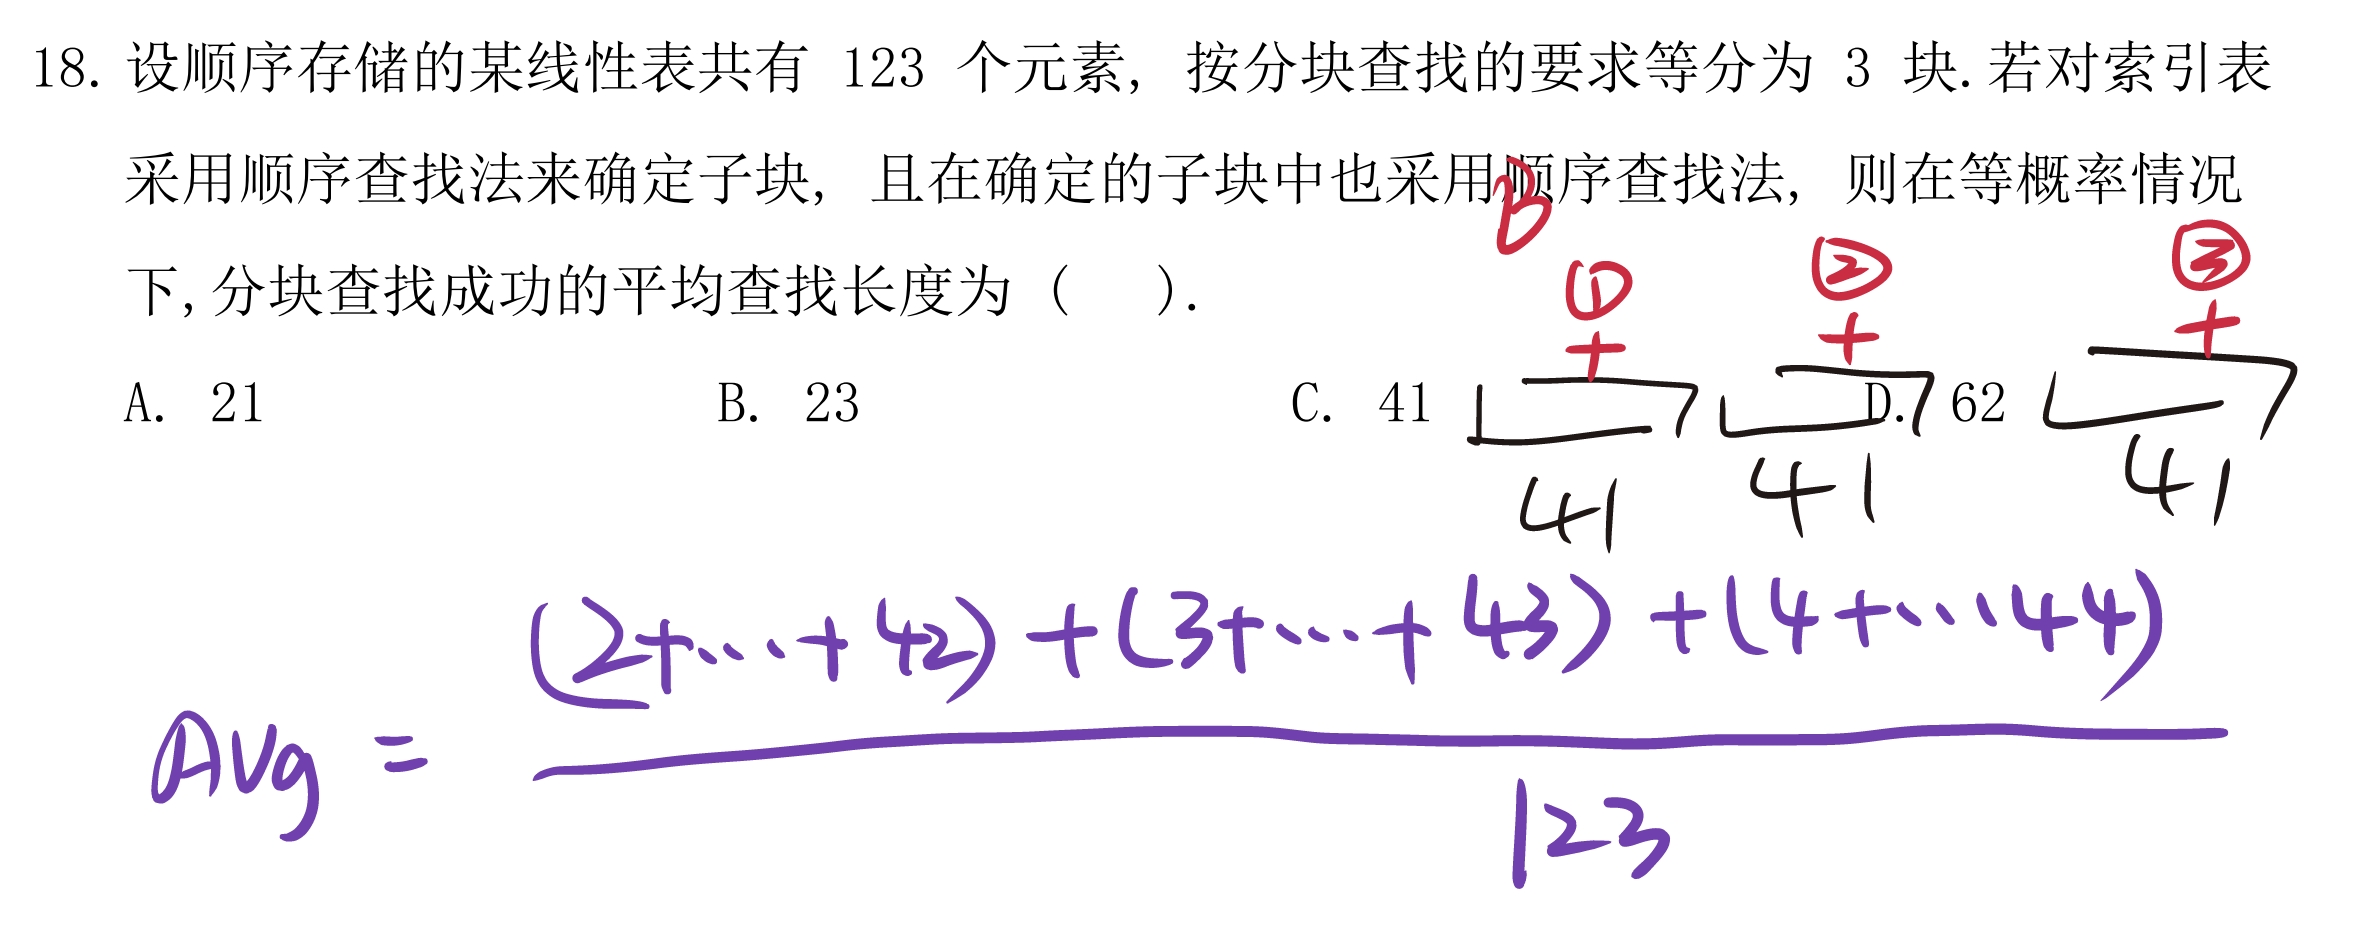 18. 设顺序存储的某线性表共有 123 个元素, 按分块查找的要求等分为 3 块.若对索引表
采用顺序查找法来确定子块, 且在确定的子块中也采用顺序查找法, 则在等概率情况
下,分块查找成功的平均查找长度为 ( ).
B
① ② ③
+ + +
A. 21 B. 23 C. 41 D. 62
41 41 41
(2+...+42)+(3+...+43)+(4+...44)
Avg =
123